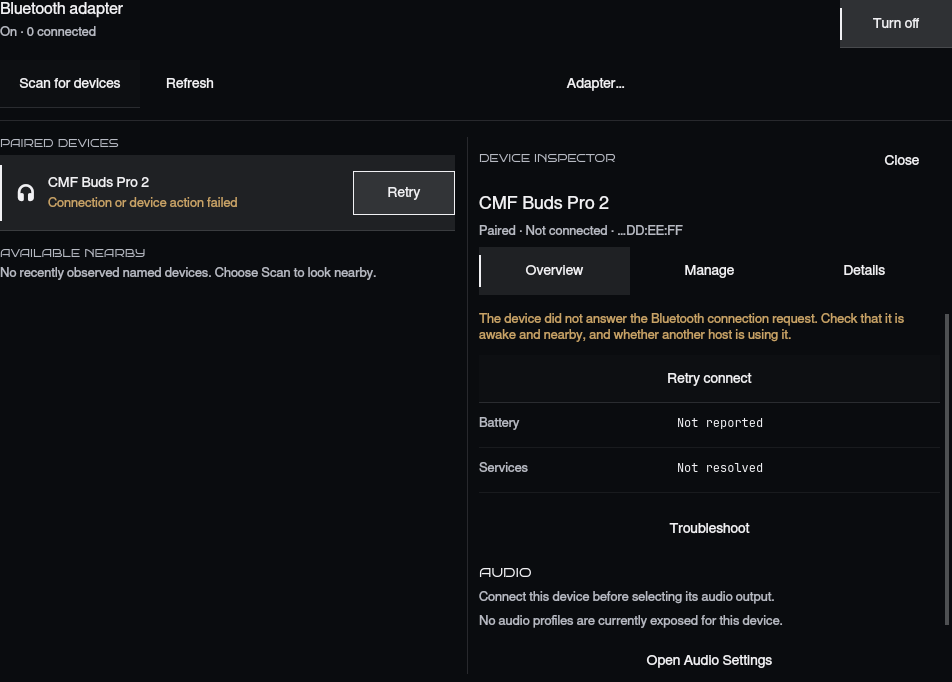 Bluetooth adapter
On · 0 connected
Turn off
Scan for devices
Refresh
Adapter...
PAIRED DEVICES
CMF Buds Pro 2
Connection or device action failed
Retry
AVAILABLE NEARBY
No recently observed named devices. Choose Scan to look nearby.
DEVICE INSPECTOR
Close
CMF Buds Pro 2
Paired · Not connected · ...DD:EE:FF
Overview
Manage
Details
The device did not answer the Bluetooth connection request. Check that it is
awake and nearby, and whether another host is using it.
Retry connect
Battery
Not reported
Services
Not resolved
Troubleshoot
AUDIO
Connect this device before selecting its audio output.
No audio profiles are currently exposed for this device.
Open Audio Settings